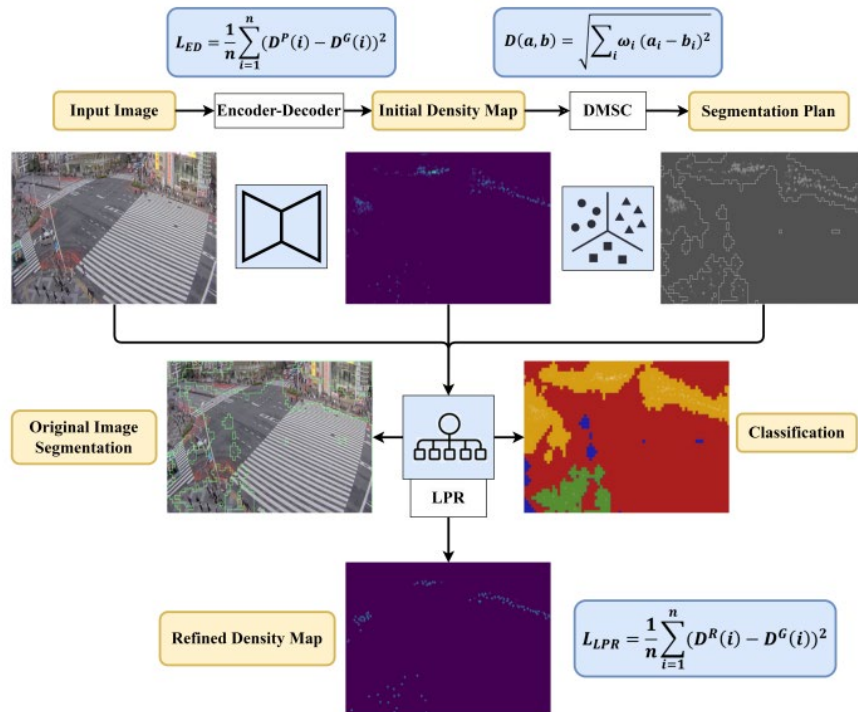 L_{ED} = \frac{1}{n} \sum_{i=1}^{n} (D^P(i) - D^G(i))^2
D(a, b) = \sqrt{\sum_i \omega_i (a_i - b_i)^2}
Input Image
Encoder-Decoder
Initial Density Map
DMSC
Segmentation Plan
Original Image
Segmentation
LPR
Classification
Refined Density Map
L_{LPR} = \frac{1}{n} \sum_{i=1}^{n} (D^R(i) - D^G(i))^2